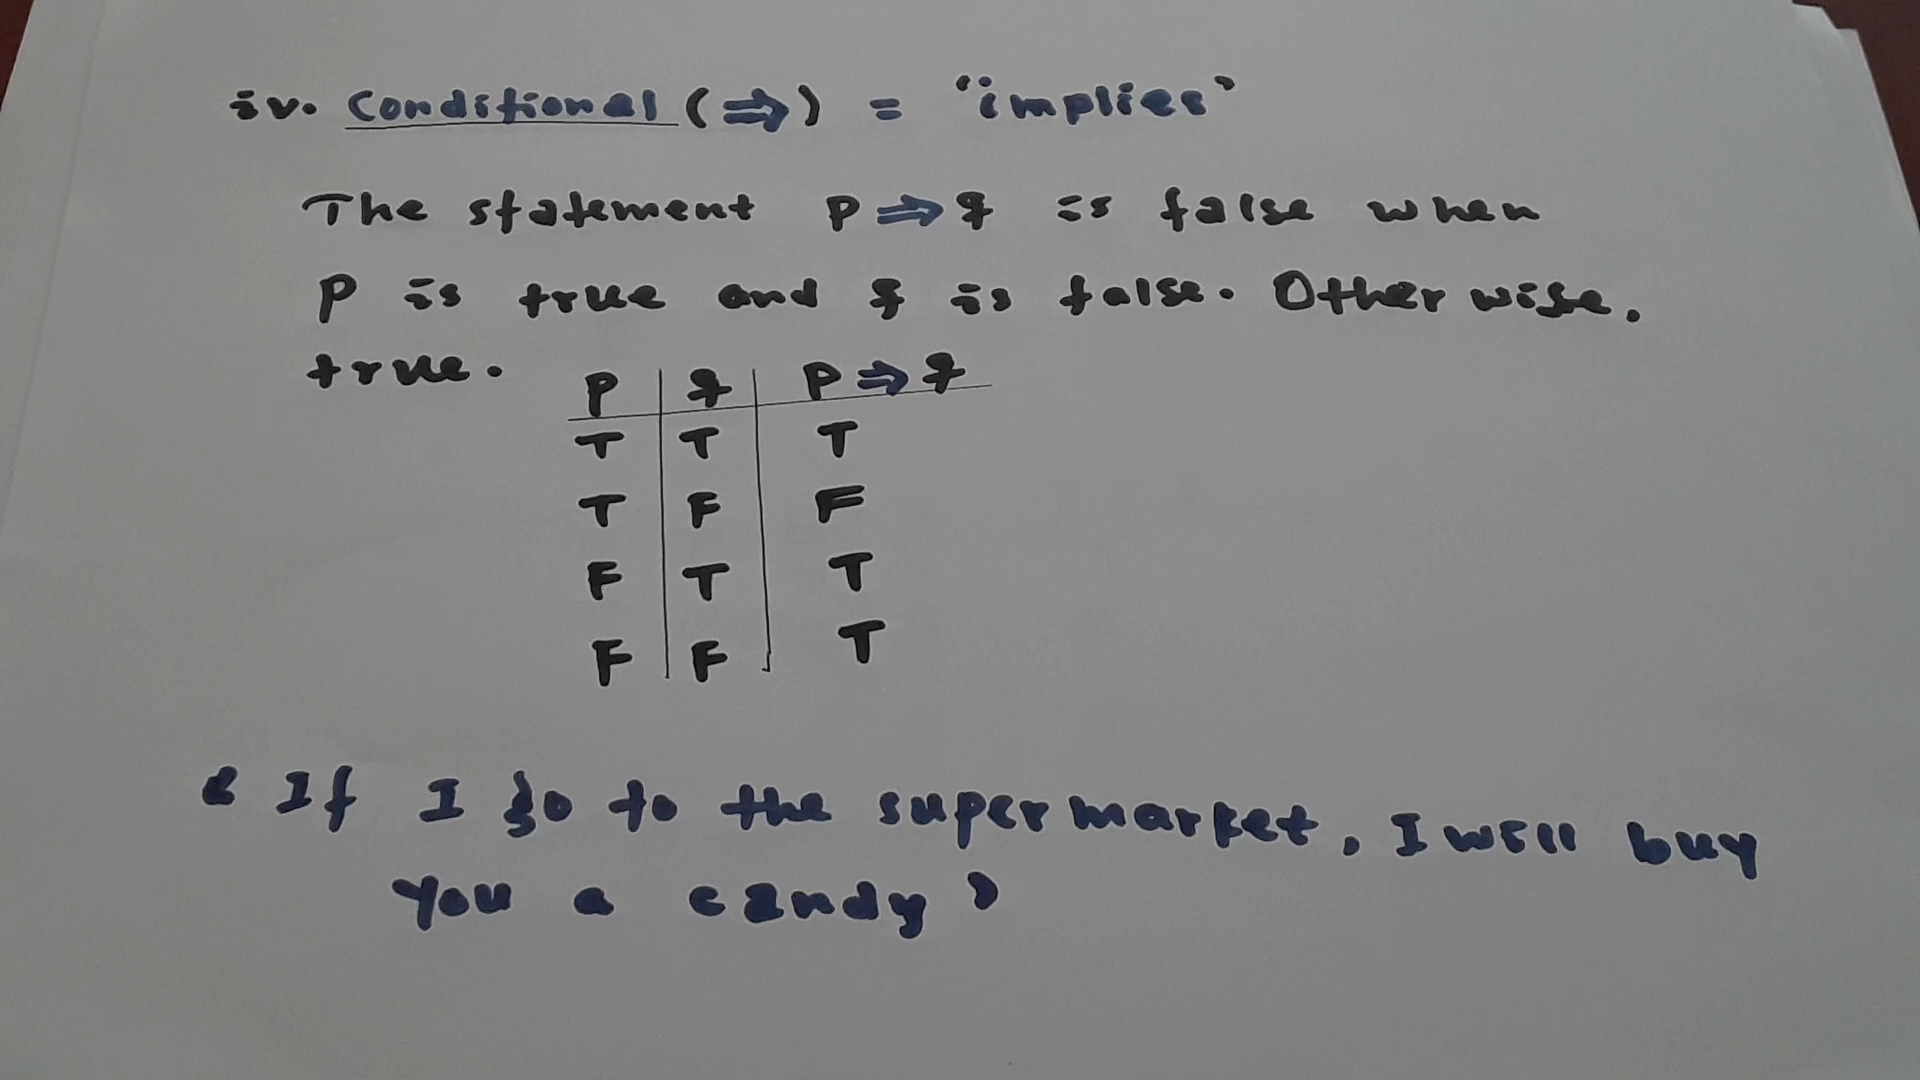 iv. Conditional (⇒) = 'implies'
The statement P ⇒ q is false when
P is true and q is false. Otherwise,
true.
P q P ⇒ q
T T T
T F F
F T T
F F T
' If I go to the supermarket, I will buy
you a candy '